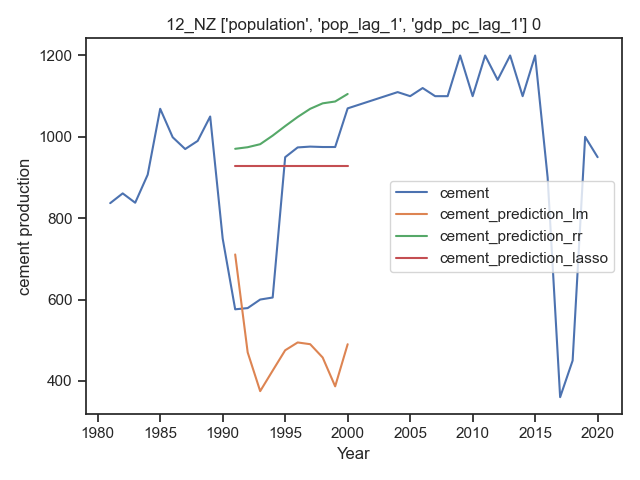 12_NZ ['population', 'pop_lag_1', 'gdp_pc_lag_1'] 0
1200
1000
800
600
400
cement production
cement
cement_prediction_lm
cement_prediction_rr
cement_prediction_lasso
1980 1985 1990 1995 2000 2005 2010 2015 2020
Year